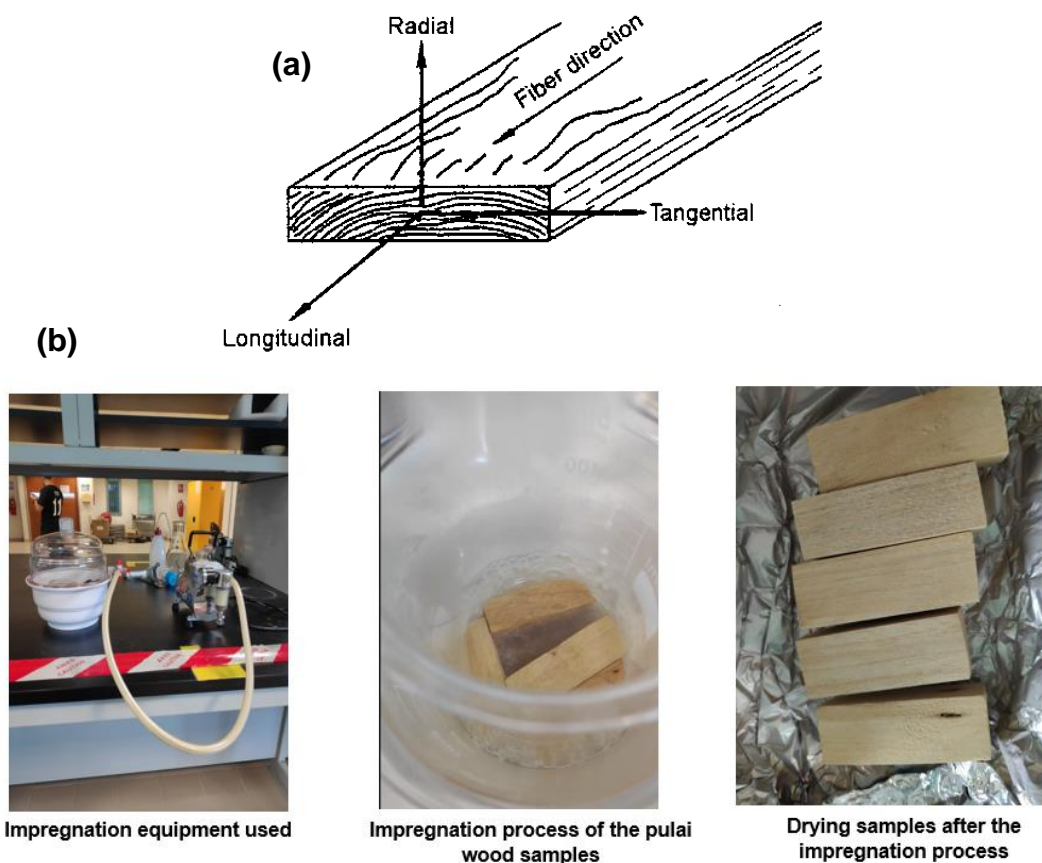 (a)
Radial
Fiber direction
Tangential
Longitudinal
(b)
Impregnation equipment used
Impregnation process of the pulai
wood samples
Drying samples after the
impregnation process